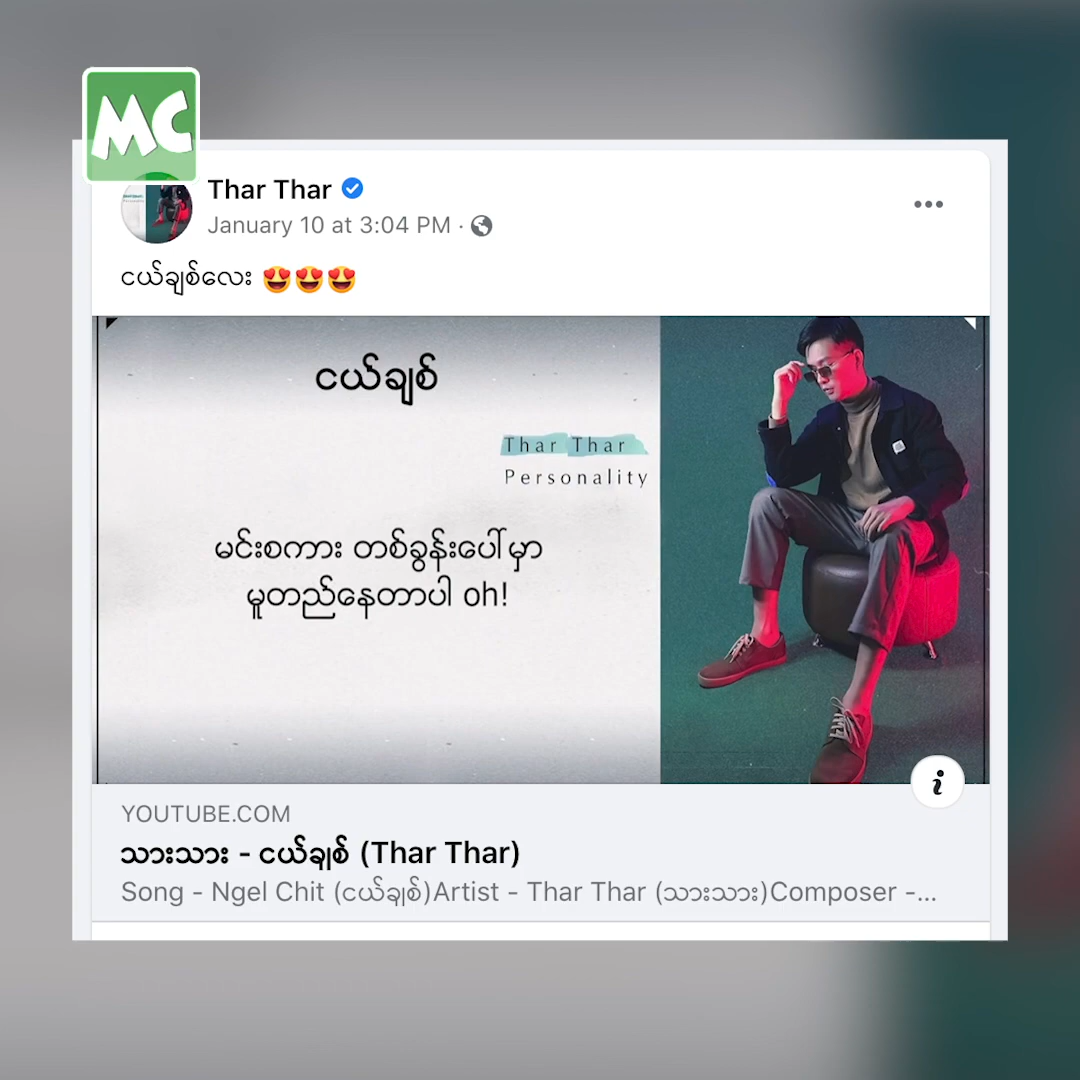 MC
Thar Thar
January 10 at 3:04 PM ·
ငယ်ချစ်လေး 😍😍😍
ငယ်ချစ်
Thar Thar
Personality
မင်းစကား တစ်ခွန်းပေါ်မှာ
မူတည်နေတာပါ oh!
YOUTUBE.COM
သားသား - ငယ်ချစ် (Thar Thar)
Song - Ngel Chit (ငယ်ချစ်)Artist - Thar Thar (သားသား)Composer -...